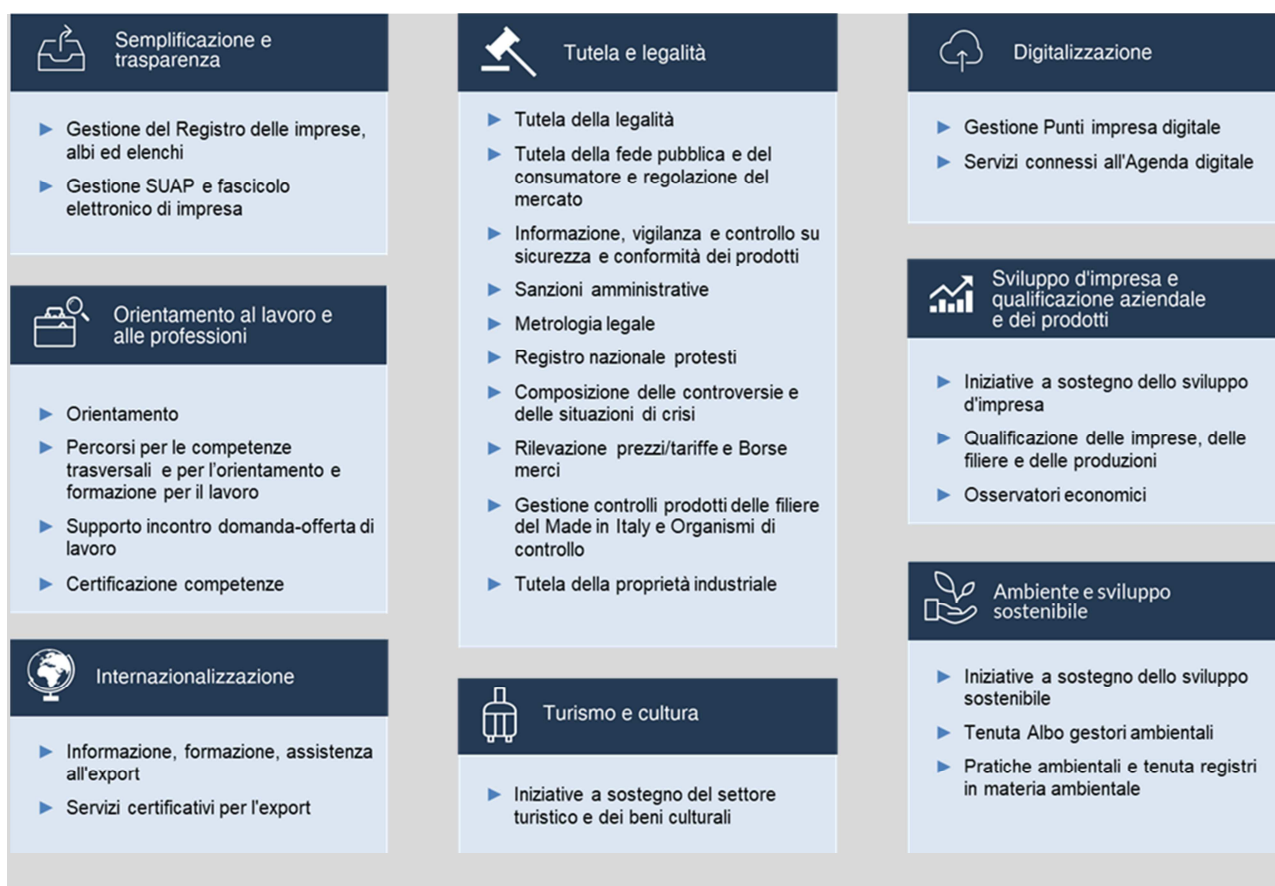 Semplificazione e
trasparenza
Gestione del Registro delle imprese,
albi ed elenchi
Gestione SUAP e fascicolo
elettronico di impresa
Orientamento al lavoro e
alle professioni
Orientamento
Percorsi per le competenze
trasversali e per l'orientamento e
formazione per il lavoro
Supporto incontro domanda-offerta di
lavoro
Certificazione competenze
Internazionalizzazione
Informazione, formazione, assistenza
all'export
Servizi certificativi per l'export
Tutela e legalità
Tutela della legalità
Tutela della fede pubblica e del
consumatore e regolazione del
mercato
Informazione, vigilanza e controllo su
sicurezza e conformità dei prodotti
Sanzioni amministrative
Metrologia legale
Registro nazionale protesti
Composizione delle controversie e
delle situazioni di crisi
Rilevazione prezzi/tariffe e Borse
merci
Gestione controlli prodotti delle filiere
del Made in Italy e Organismi di
controllo
Tutela della proprietà industriale
Turismo e cultura
Iniziative a sostegno del settore
turistico e dei beni culturali
Digitalizzazione
Gestione Punti impresa digitale
Servizi connessi all'Agenda digitale
Sviluppo d'impresa e
qualificazione aziendale
e dei prodotti
Iniziative a sostegno dello sviluppo
d'impresa
Qualificazione delle imprese, delle
filiere e delle produzioni
Osservatori economici
Ambiente e sviluppo
sostenibile
Iniziative a sostegno dello sviluppo
sostenibile
Tenuta Albo gestori ambientali
Pratiche ambientali e tenuta registri
in materia ambientale